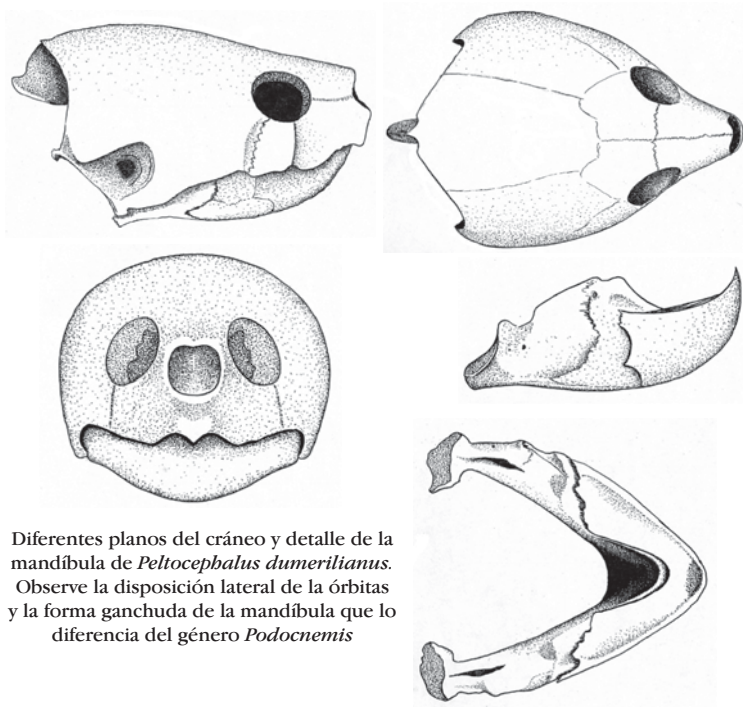 Diferentes planos del cráneo y detalle de la
mandíbula de Peltocephalus dumerilianus.
Observe la disposición lateral de la órbitas
y la forma ganchuda de la mandíbula que lo
diferencia del género Podocnemis